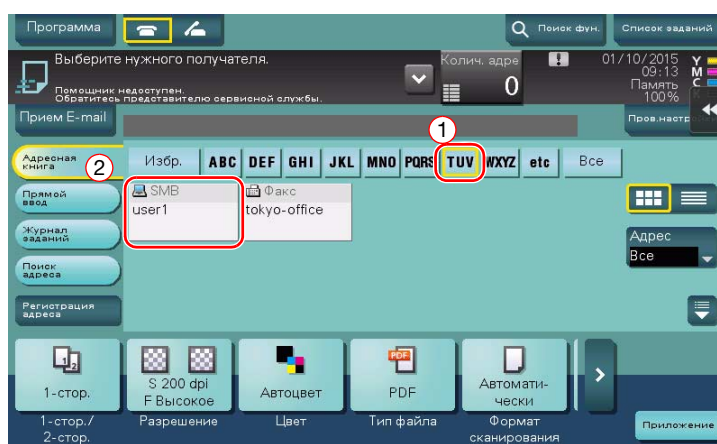 Программа
Поиск фун.
Список заданий
Выберите нужного получателя.
Помощник недоступен.
Обратитесь представителю сервисной службы.
Колич. адре
0
01/10/2015
09:13
Память
100%
Y
M
C
K
Прием E-mail
Пров.настр
1
Адресная
книга
2
Избр.
ABC
DEF
GHI
JKL
MNO
PQRS
TUV
WXYZ
etc
Все
Прямой
ввод
SMB
user1
Факс
tokyo-office
Журнал
заданий
Адрес
Все
Поиск
адреса
Регистрация
адреса
1-стор.
S 200 dpi
F Высокое
Автоцвет
PDF
PDF
Автомати-
чески
1-стор./
2-стор.
Разрешение
Цвет
Тип файла
Формат
сканирования
Приложение